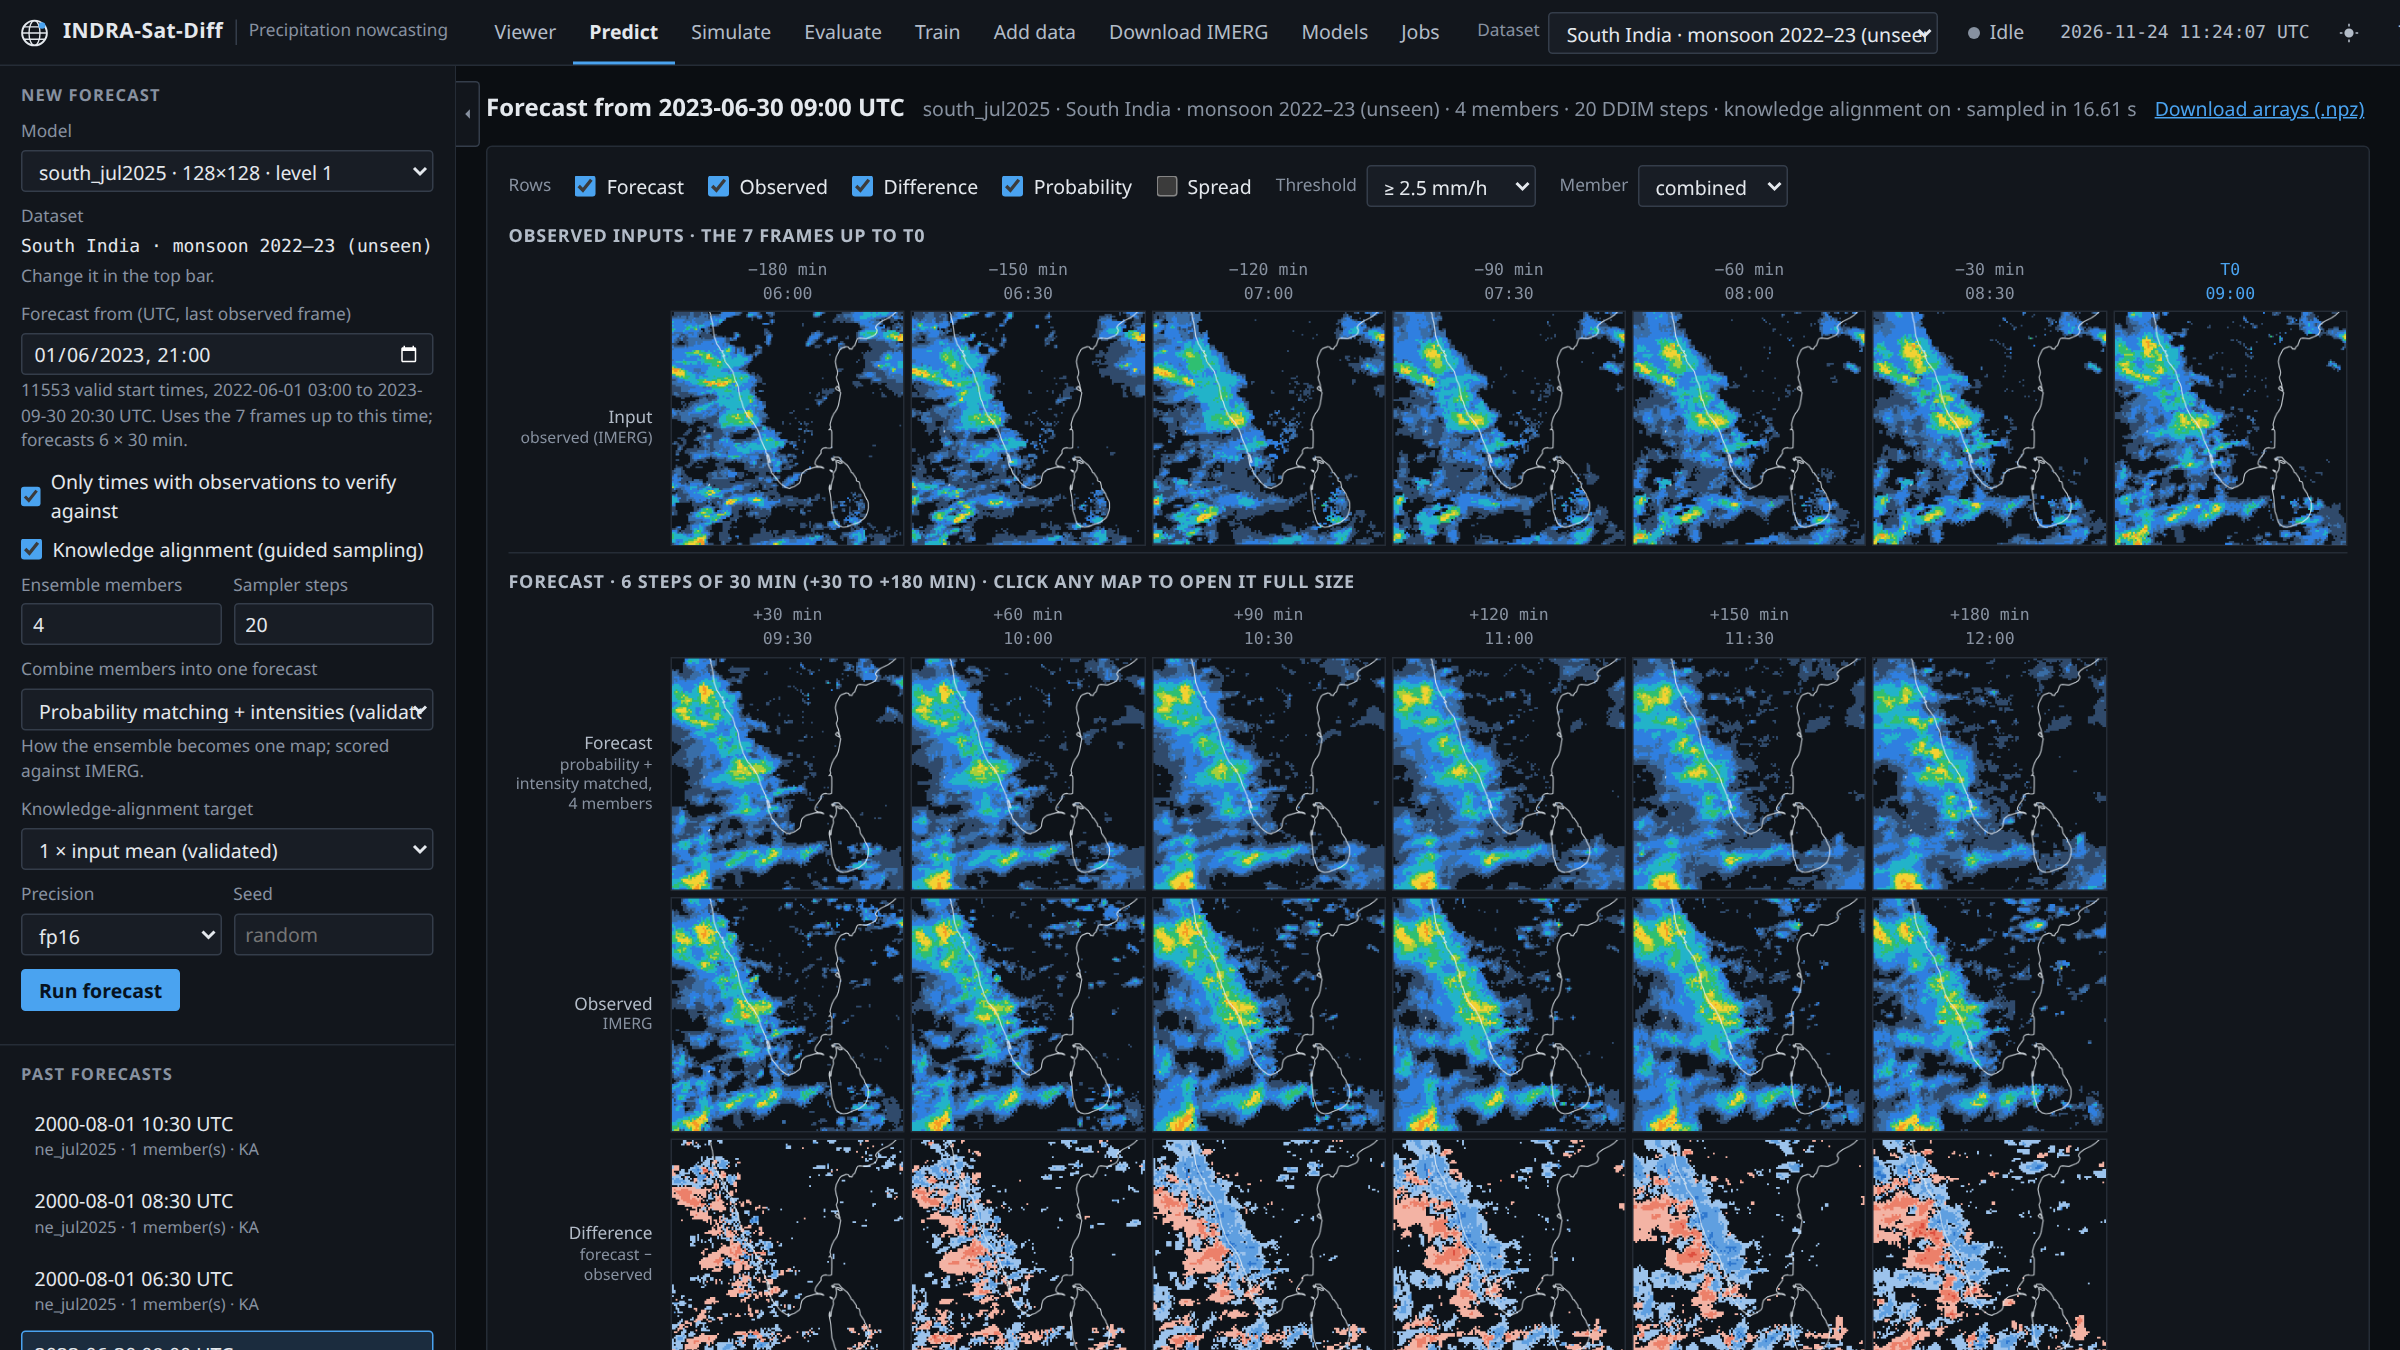 INDRA-Sat-Diff
Precipitation nowcasting
Viewer
Predict
Simulate
Evaluate
Train
Add data
Download IMERG
Models
Jobs
Dataset
South India · monsoon 2022–23 (unseen
Idle
2026-11-24 11:24:07 UTC
NEW FORECAST
Model
south_jul2025 · 128×128 · level 1
Dataset
South India · monsoon 2022–23 (unseen)
Change it in the top bar.
Forecast from (UTC, last observed frame)
01/06/2023, 21:00
11553 valid start times, 2022-06-01 03:00 to 2023-
09-30 20:30 UTC. Uses the 7 frames up to this time;
forecasts 6 × 30 min.
Only times with observations to verify
against
Knowledge alignment (guided sampling)
Ensemble members
Sampler steps
4
20
Combine members into one forecast
Probability matching + intensities (validat
How the ensemble becomes one map; scored
against IMERG.
Knowledge-alignment target
1 × input mean (validated)
Precision
Seed
fp16
random
Run forecast
PAST FORECASTS
2000-08-01 10:30 UTC
ne_jul2025 · 1 member(s) · KA
2000-08-01 08:30 UTC
ne_jul2025 · 1 member(s) · KA
2000-08-01 06:30 UTC
ne_jul2025 · 1 member(s) · KA
Forecast from 2023-06-30 09:00 UTC
south_jul2025 · South India · monsoon 2022–23 (unseen) · 4 members · 20 DDIM steps · knowledge alignment on · sampled in 16.61 s
Download arrays (.npz)
Rows
Forecast
Observed
Difference
Probability
Spread
Threshold
≥ 2.5 mm/h
Member
combined
OBSERVED INPUTS · THE 7 FRAMES UP TO T0
−180 min
06:00
−150 min
06:30
−120 min
07:00
−90 min
07:30
−60 min
08:00
−30 min
08:30
T0
09:00
Input
observed (IMERG)
FORECAST · 6 STEPS OF 30 MIN (+30 TO +180 MIN) · CLICK ANY MAP TO OPEN IT FULL SIZE
+30 min
09:30
+60 min
10:00
+90 min
10:30
+120 min
11:00
+150 min
11:30
+180 min
12:00
Forecast
probability +
intensity matched,
4 members
Observed
IMERG
Difference
forecast −
observed